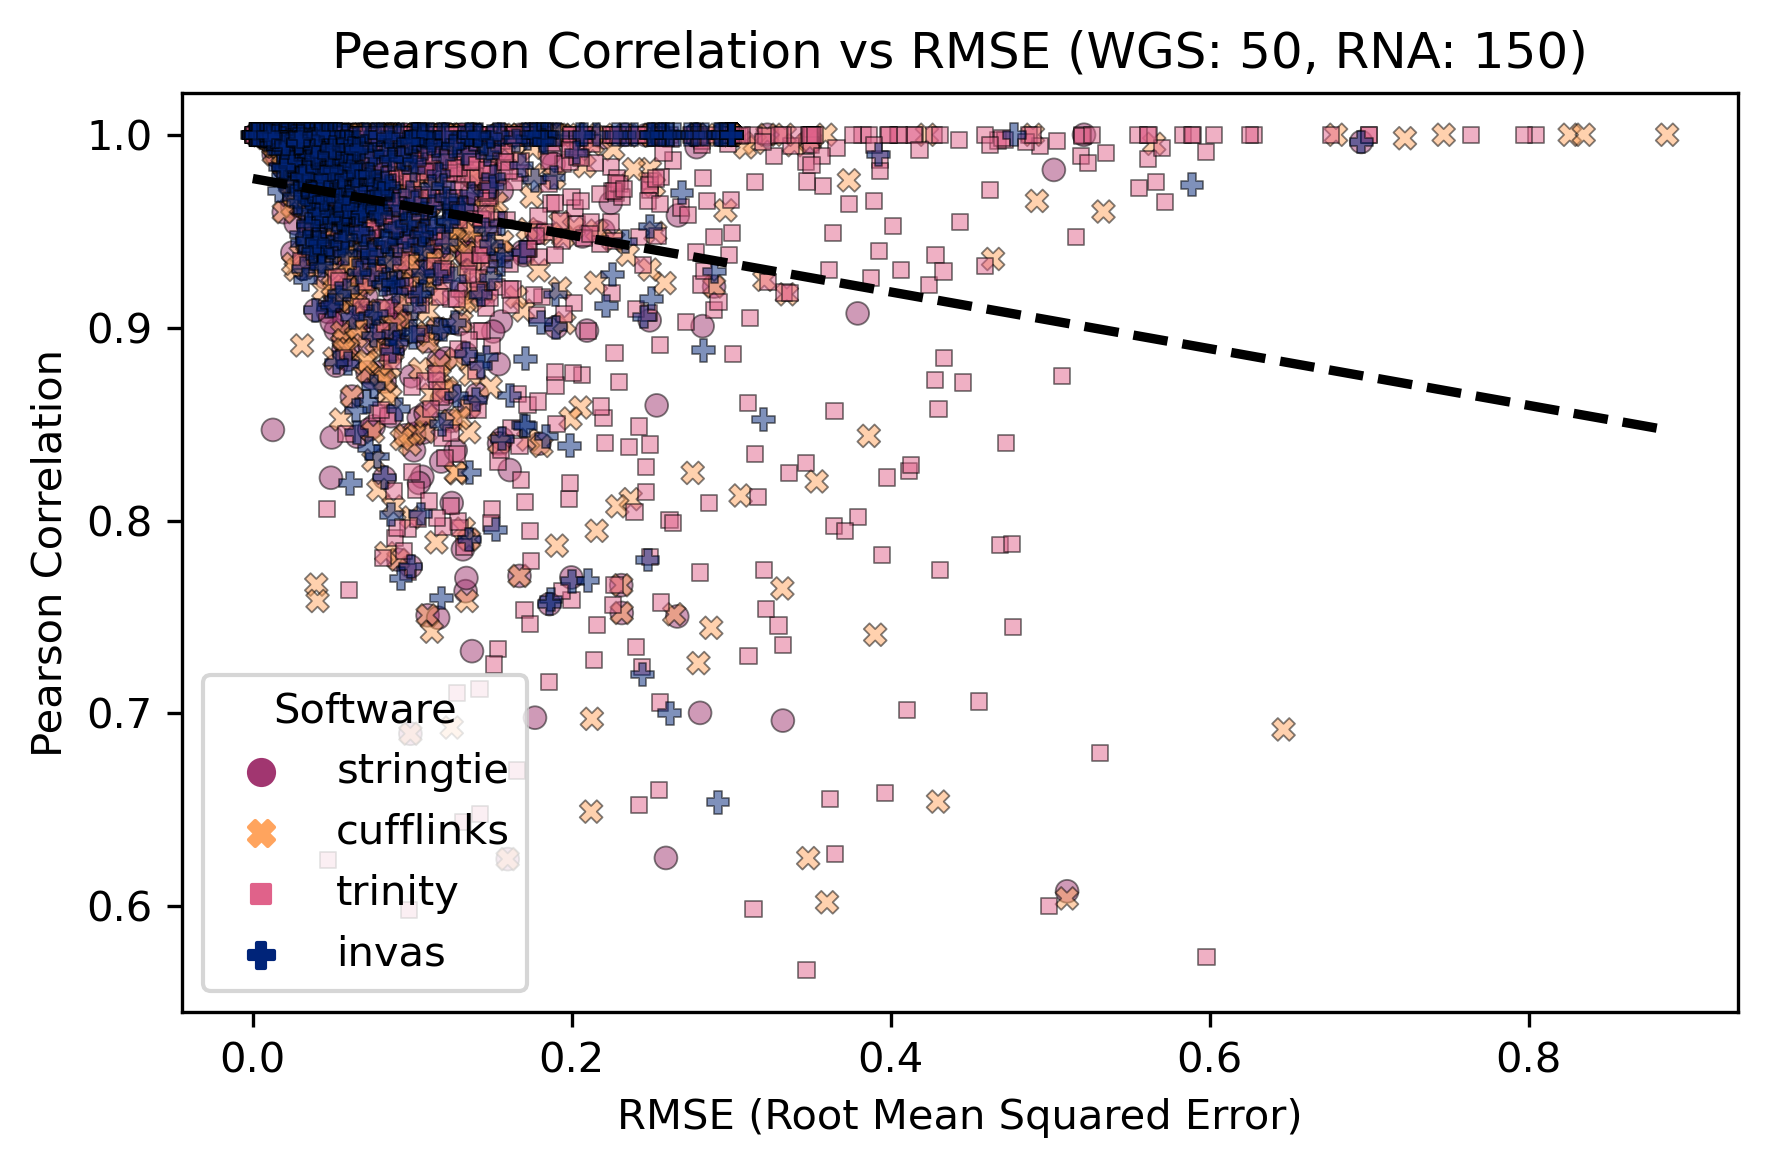 Pearson Correlation vs RMSE (WGS: 50, RNA: 150)
Pearson Correlation
1.0
0.9
0.8
0.7
0.6
Software
stringtie
cufflinks
trinity
invas
0.0
0.2
0.4
0.6
0.8
RMSE (Root Mean Squared Error)